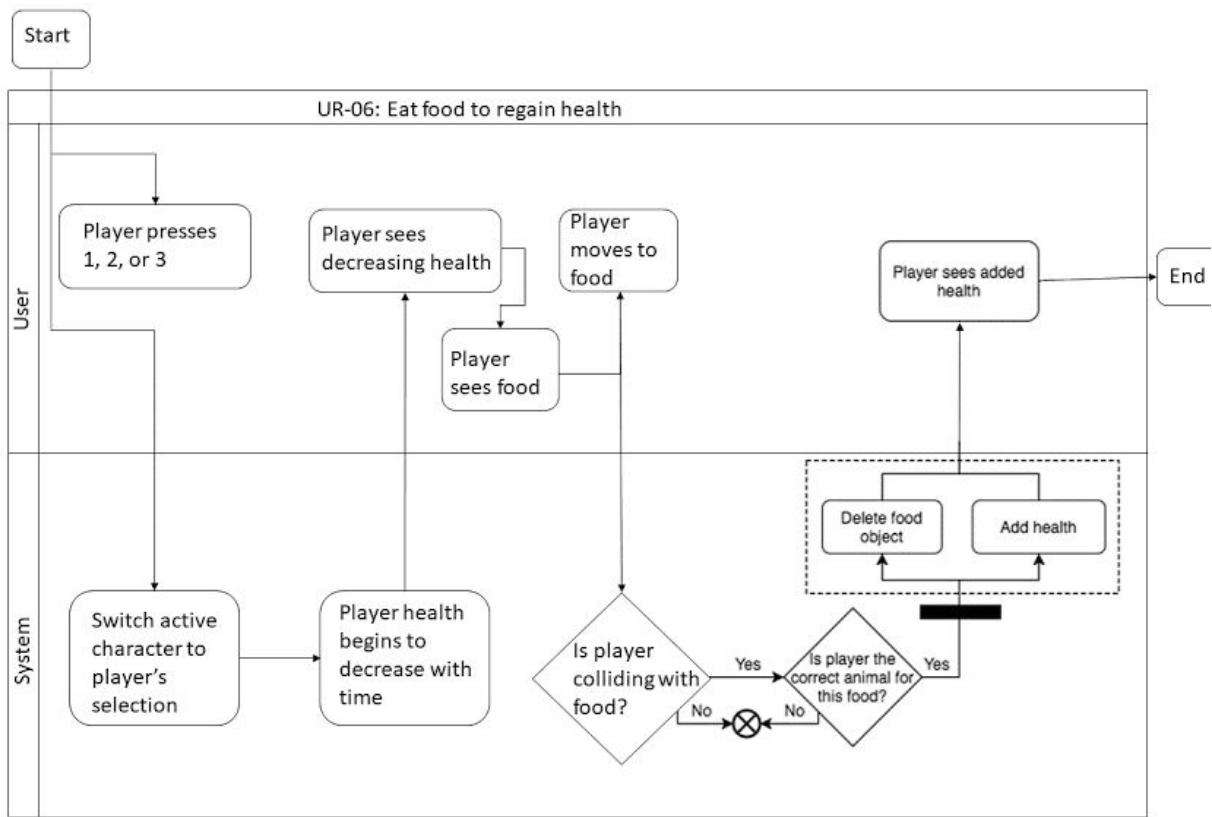 Start
UR-06: Eat food to regain health
User
Player presses
1, 2, or 3
Player sees
decreasing health
Player
sees food
Player
moves to
food
Player sees added
health
End
System
Switch active
character to
player's
selection
Player health
begins to
decrease with
time
Is player
colliding with
food?
Yes
No
Is player the
correct animal for
this food?
No
Yes
Delete food
object
Add health